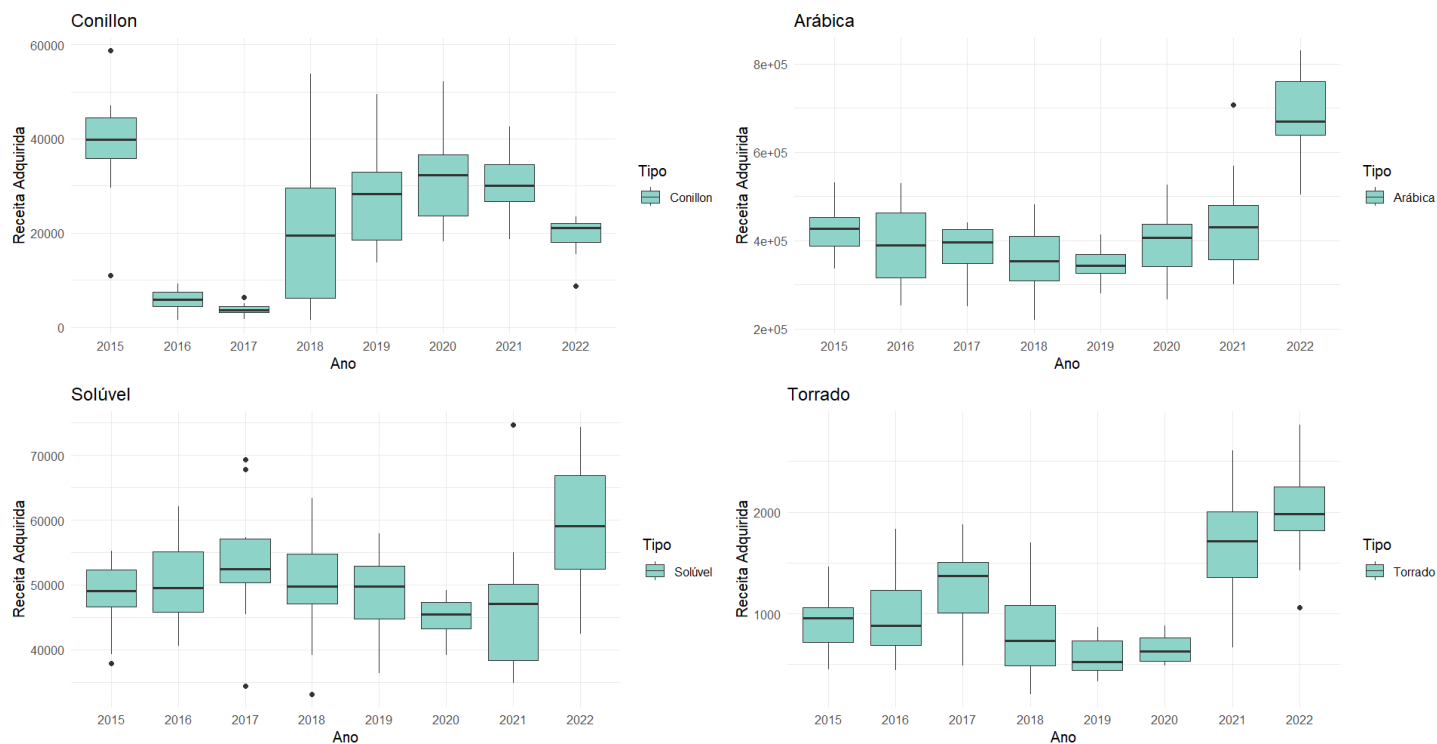 Conillon
Receita Adquirida
60000
40000
20000
0
2015 2016 2017 2018 2019 2020 2021 2022
Ano
Tipo
Conillon
Arábica
Receita Adquirida
8e+05
6e+05
4e+05
2e+05
2015 2016 2017 2018 2019 2020 2021 2022
Ano
Tipo
Arábica
Solúvel
Receita Adquirida
70000
60000
50000
40000
2015 2016 2017 2018 2019 2020 2021 2022
Ano
Tipo
Solúvel
Torrado
Receita Adquirida
2000
1000
2015 2016 2017 2018 2019 2020 2021 2022
Ano
Tipo
Torrado